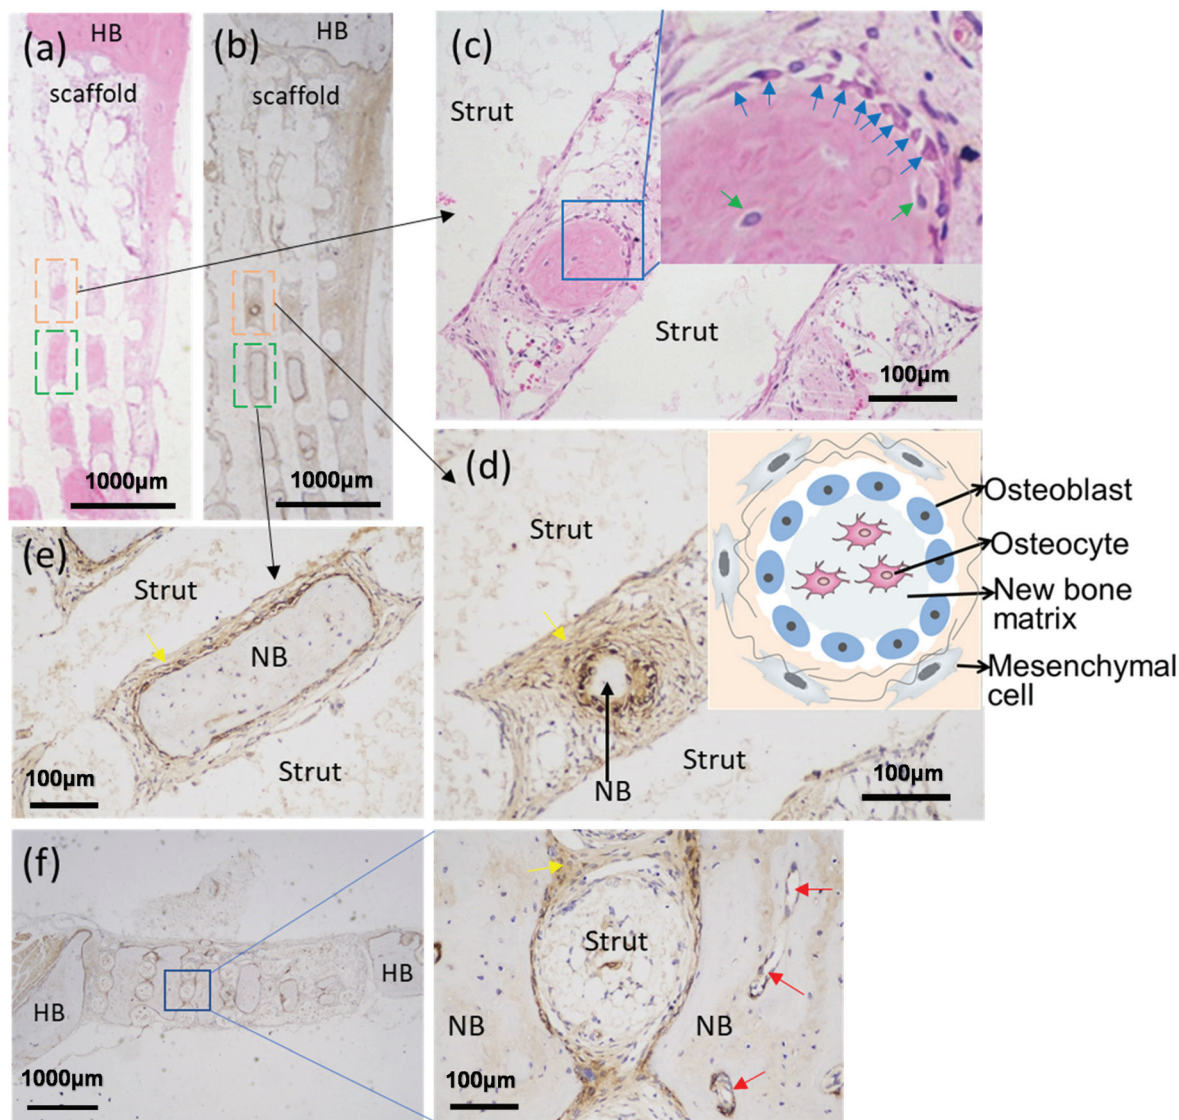 (a)
HB
scaffold
1000µm
(b)
HB
scaffold
1000µm
(c)
Strut
Strut
100µm
(d)
Strut
NB
Strut
100µm
Osteoblast
Osteocyte
New bone
matrix
Mesenchymal
cell
(e)
Strut
NB
Strut
100µm
(f)
HB
HB
1000µm
Strut
NB
NB
100µm